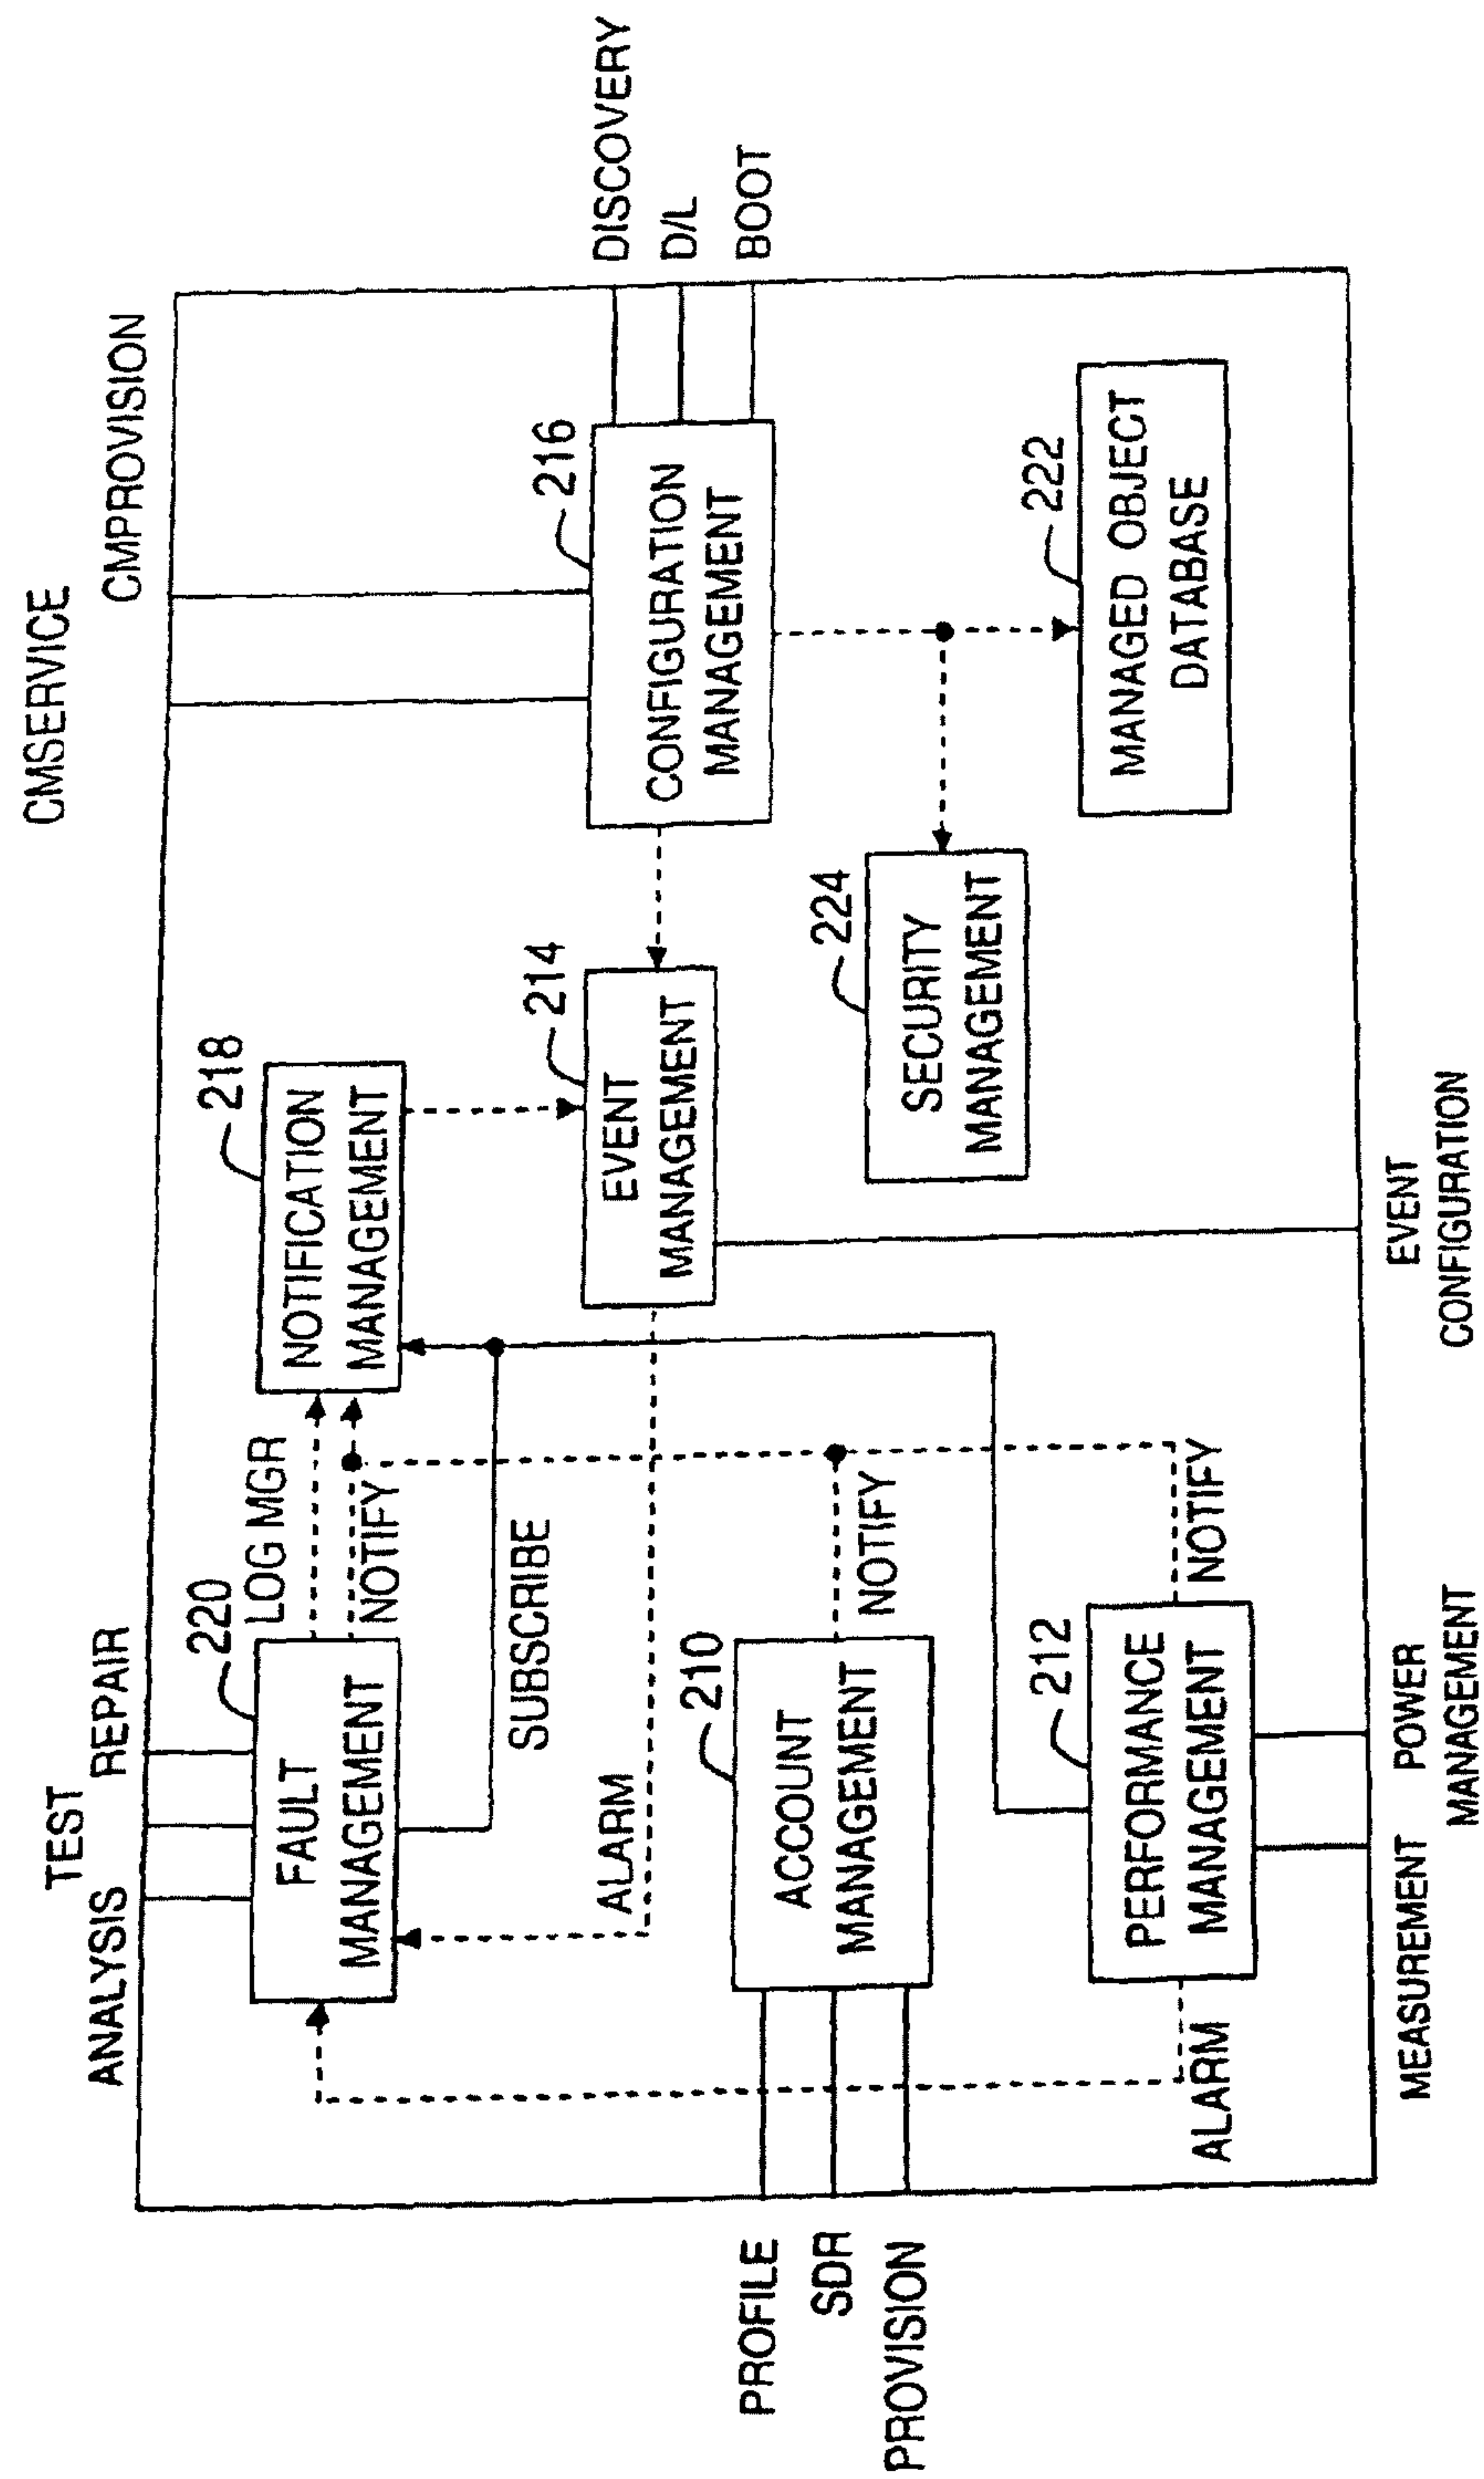 CMSERVICE
TEST
ANALYSIS
REPAIR
CMPROVISION
220
LOG MGR
218
FAULT
MANAGEMENT
NOTIFY
NOTIFICATION
MANAGEMENT
SUBSCRIBE
214
216
DISCOVERY
D/L
BOOT
ALARM
EVENT
MANAGEMENT
CONFIGURATION
MANAGEMENT
PROFILE
SDR
PROVISION
210
ACCOUNT
MANAGEMENT
NOTIFY
224
SECURITY
MANAGEMENT
212
222
PERFORMANCE
MANAGEMENT
MANAGED OBJECT
DATABASE
ALARM
NOTIFY
MEASUREMENT
POWER
MANAGEMENT
EVENT
CONFIGURATION